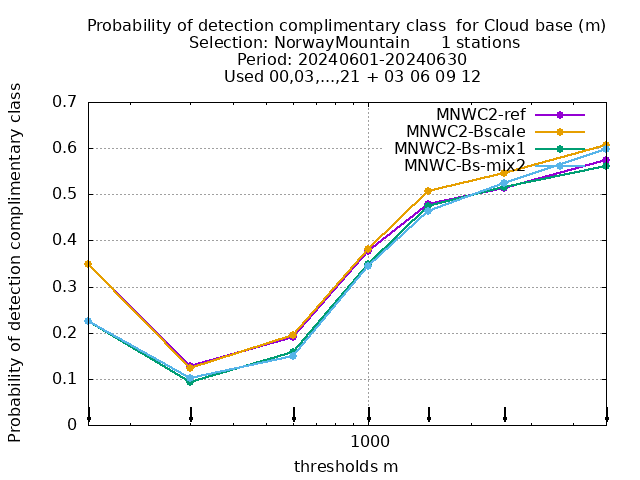 Probability of detection complimentary class  for Cloud base (m)
Selection: NorwayMountain      1 stations
Period: 20240601-20240630
Used 00,03,...,21 + 03 06 09 12
Probability of detection complimentary class
0.7
0.6
0.5
0.4
0.3
0.2
0.1
0
MNWC2-ref
MNWC2-Bscale
MNWC2-Bs-mix1
MNWC-Bs-mix2
1000
thresholds m